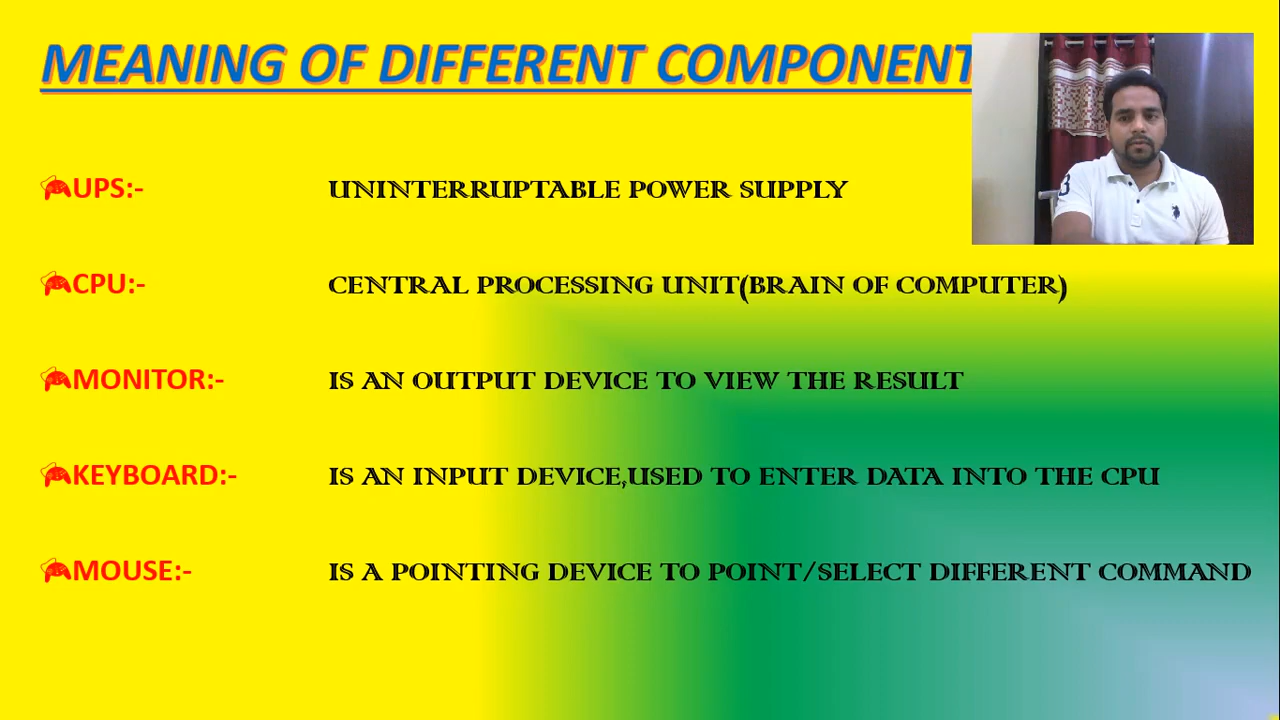 MEANING OF DIFFERENT COMPONENT
UPS:- UNINTERRUPTABLE POWER SUPPLY
CPU:- CENTRAL PROCESSING UNIT(BRAIN OF COMPUTER)
MONITOR:- IS AN OUTPUT DEVICE TO VIEW THE RESULT
KEYBOARD:- IS AN INPUT DEVICE,USED TO ENTER DATA INTO THE CPU
MOUSE:- IS A POINTING DEVICE TO POINT/SELECT DIFFERENT COMMAND
3